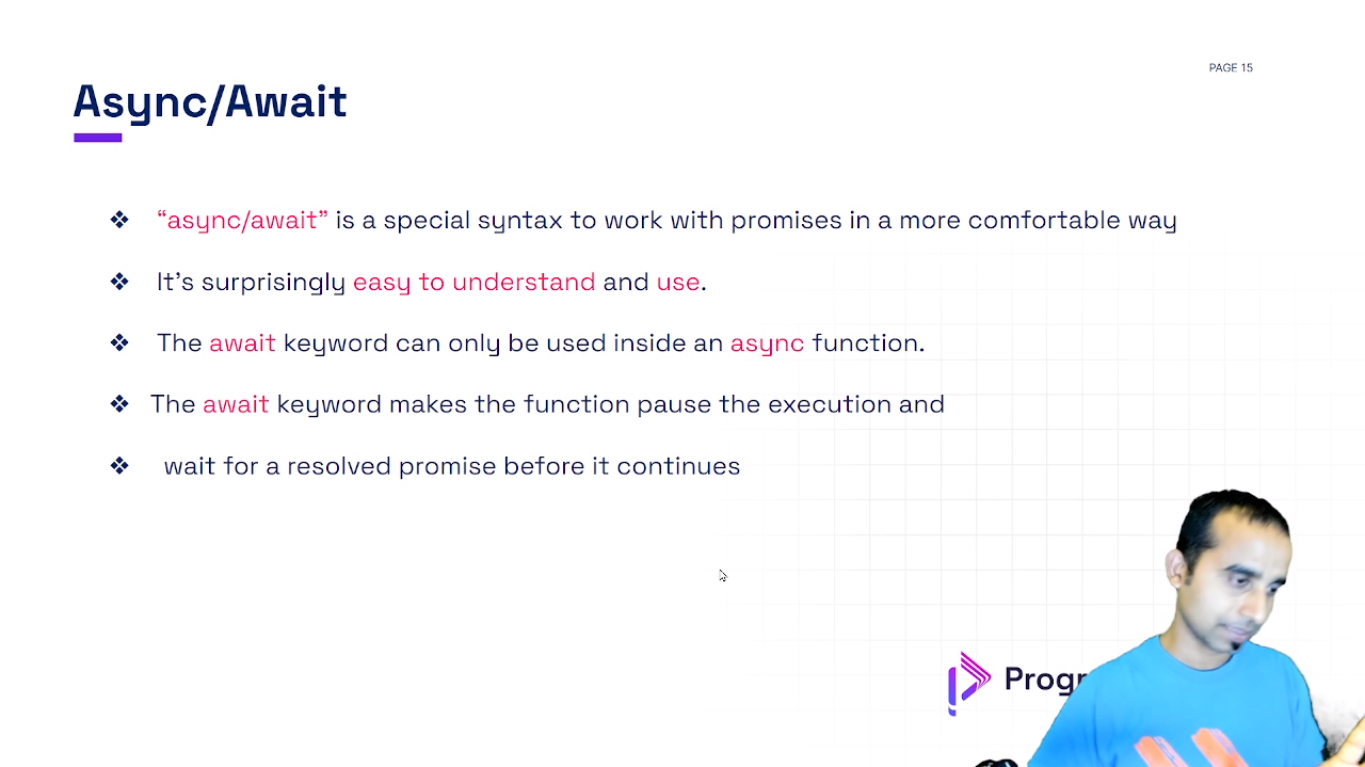 PAGE 15
Async/Await
“async/await” is a special syntax to work with promises in a more comfortable way
It’s surprisingly easy to understand and use.
The await keyword can only be used inside an async function.
The await keyword makes the function pause the execution and
wait for a resolved promise before it continues